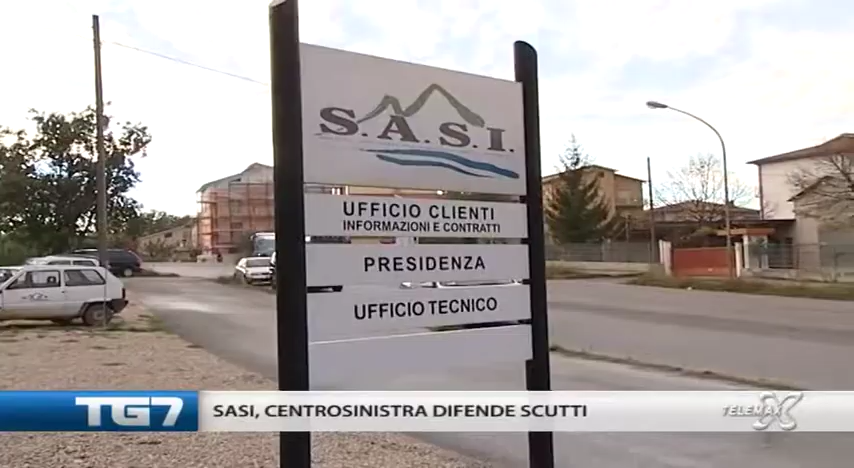 S.A.S.I.
UFFICIO CLIENTI
INFORMAZIONI E CONTRATTI
PRESIDENZA
UFFICIO TECNICO
TG7 SASI, CENTROSINISTRA DIFENDE SCUTTI TELEMAX